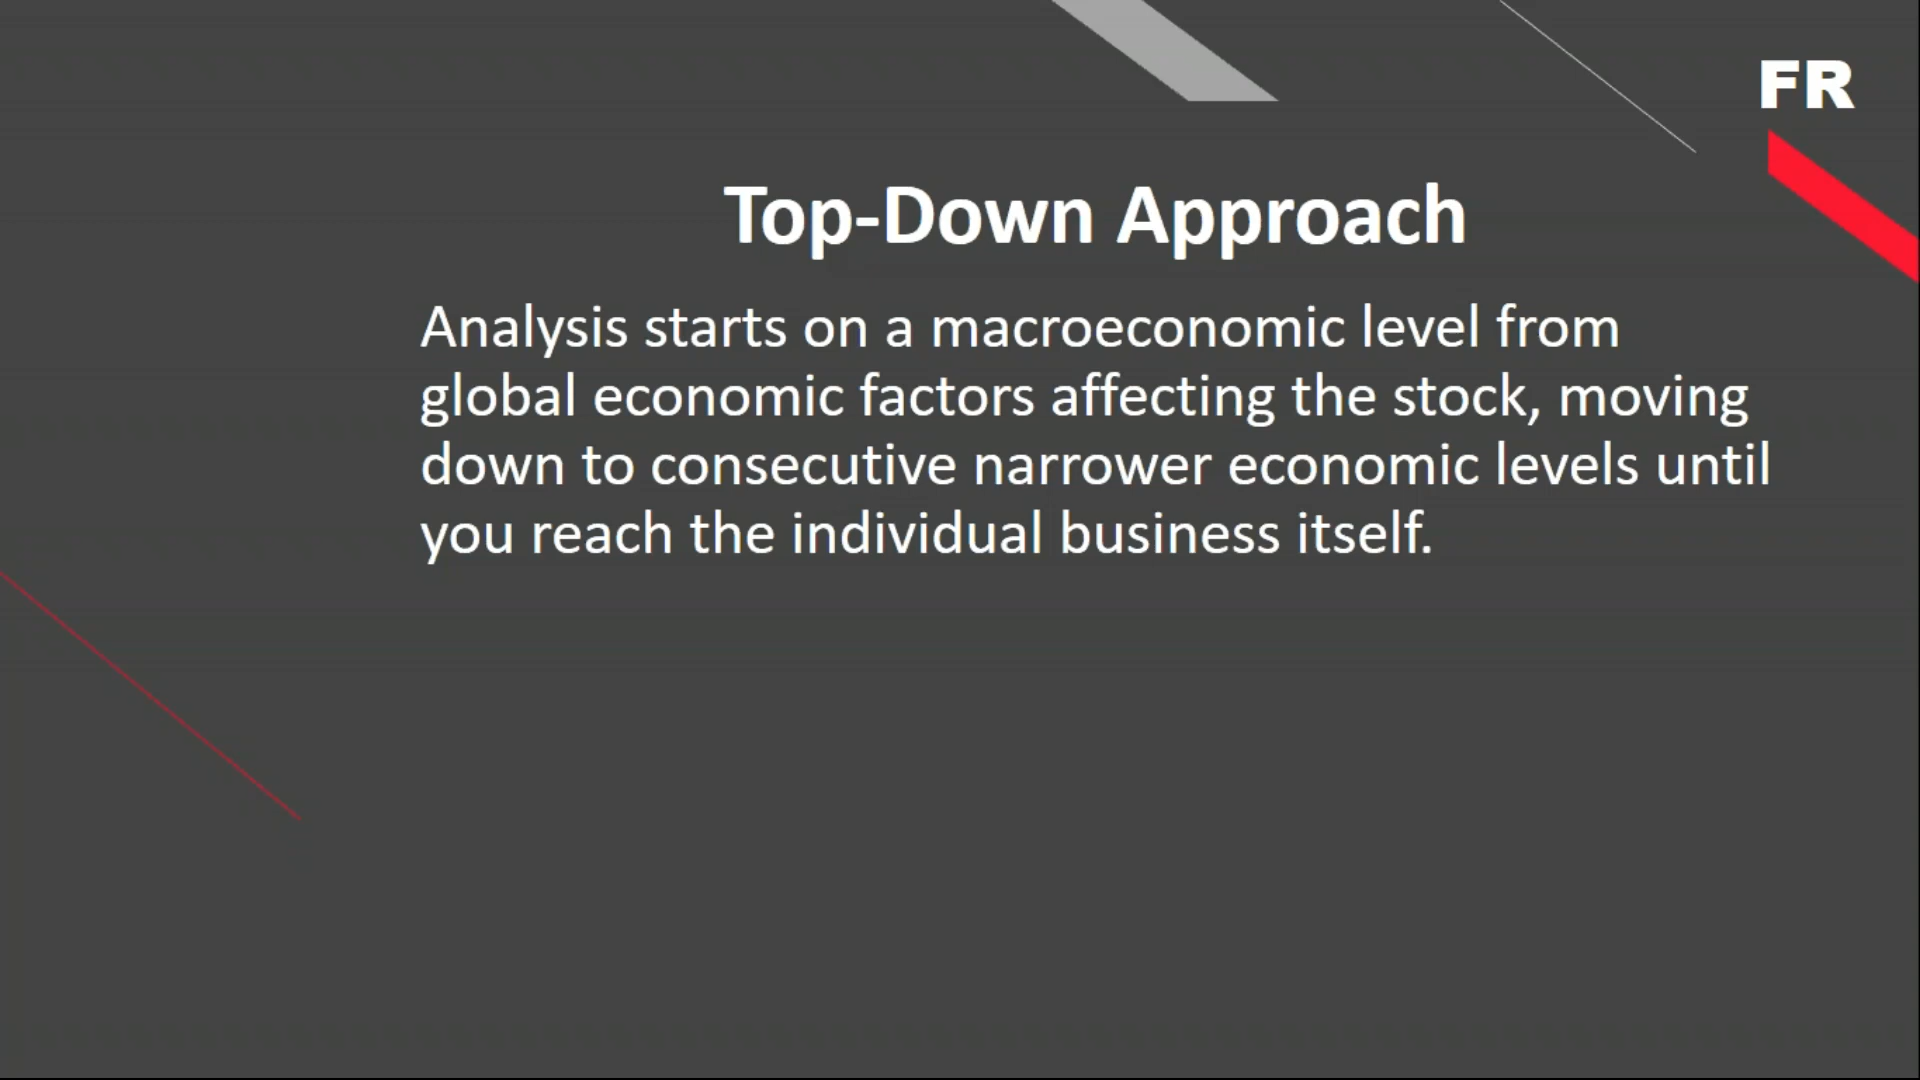 FR
Top-Down Approach
Analysis starts on a macroeconomic level from
global economic factors affecting the stock, moving
down to consecutive narrower economic levels until
you reach the individual business itself.